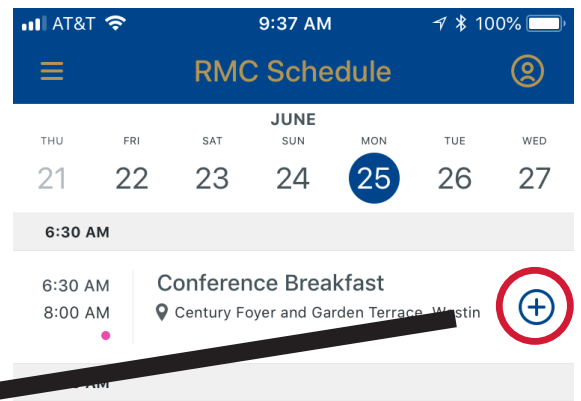 AT&T 9:37 AM 100%
RMC Schedule
JUNE
THU FRI SAT SUN MON TUE WED
21 22 23 24 25 26 27
6:30 AM
6:30 AM Conference Breakfast
8:00 AM Century Foyer and Garden Terrace, Westin
AM